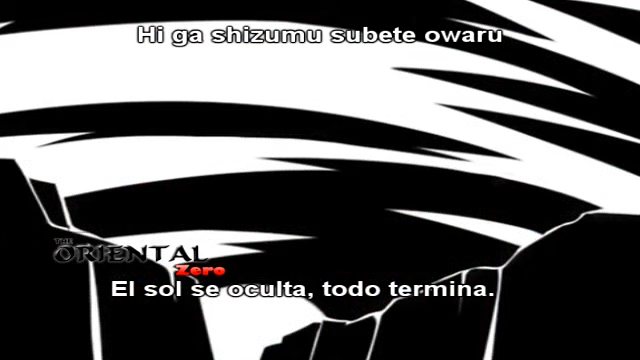 Hi ga shizumu subete owaru
THE
ORIENTAL
Zero
El sol se oculta, todo termina.